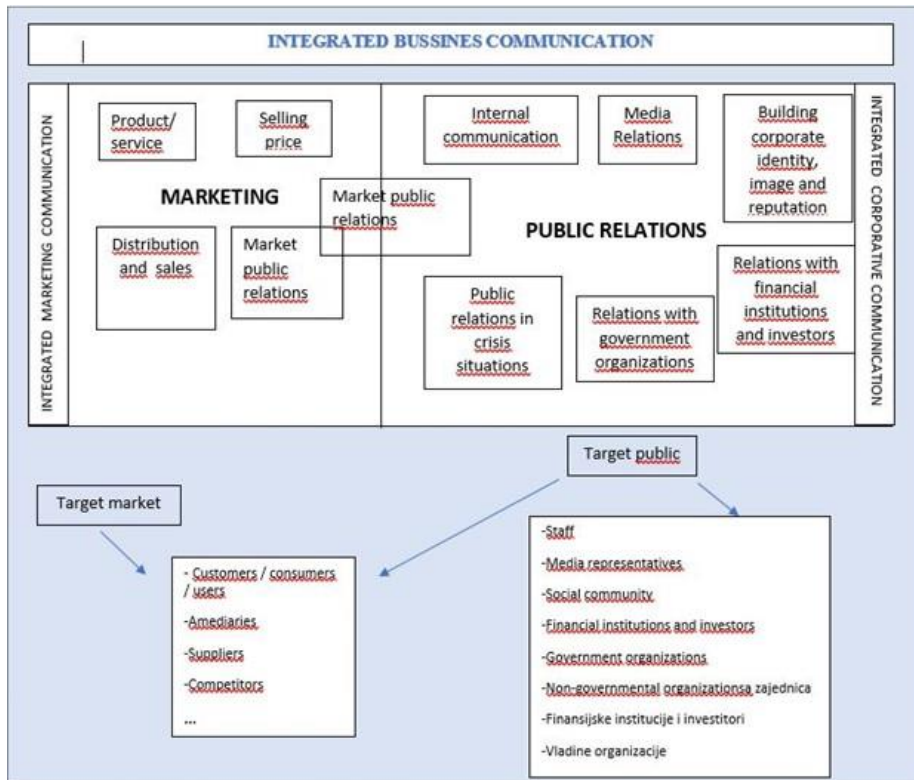 INTEGRATED BUSSINES COMMUNICATION
INTEGRATED MARKETING COMMUNICATION
Product/
service
Selling
price
MARKETING
Market public
relations
Distribution
and sales
Market
public
relations
Internal
communication
Media
Relations
Building
corporate
identity,
image and
reputation
PUBLIC RELATIONS
Public
relations in
crisis
situations
Relations with
government
organizations
Relations with
financial
institutions
and investors
INTEGRATED CORPORATIVE COMMUNICATION
Target public
Target market
- Customers / consumers
/ users
-Amediaries
-Suppliers
-Competitors
...
-Staff
-Media representatives
-Social community
-Financial institutions and investors
-Government organizations
-Non-governmental organizationsa zajednica
-Finansijske institucije i investitori
-Vladine organizacije